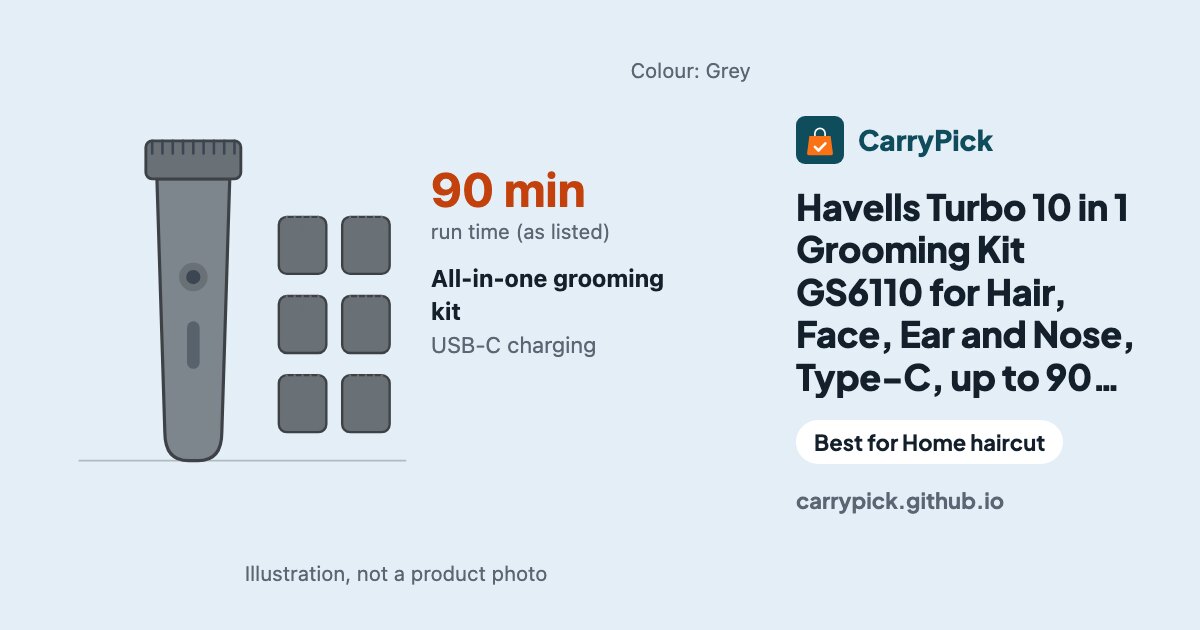 Colour: Grey
90 min
run time (as listed)
All-in-one grooming
kit
USB-C charging
Illustration, not a product photo
CarryPick
Havells Turbo 10 in 1
Grooming Kit
GS6110 for Hair,
Face, Ear and Nose,
Type-C, up to 90…
Best for Home haircut
carrypick.github.io